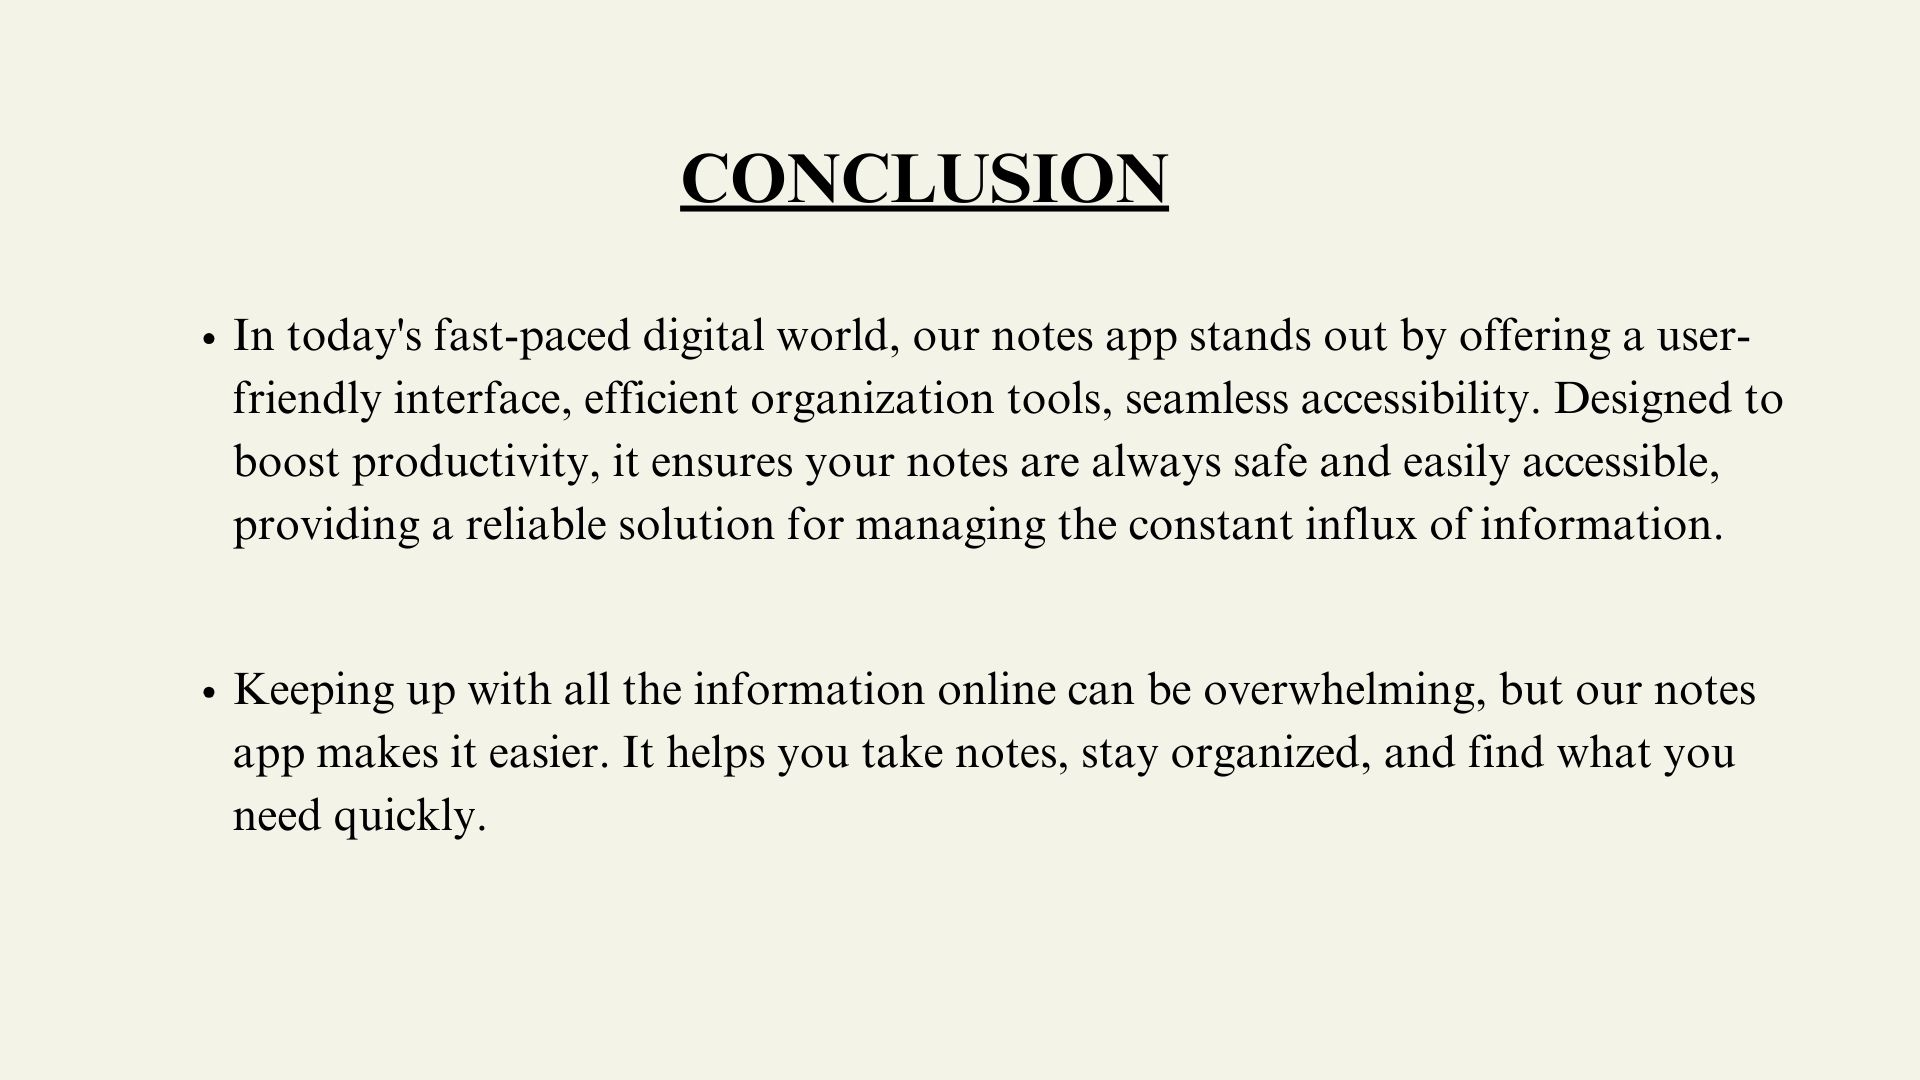 CONCLUSION
• In today's fast-paced digital world, our notes app stands out by offering a user-
friendly interface, efficient organization tools, seamless accessibility. Designed to
boost productivity, it ensures your notes are always safe and easily accessible,
providing a reliable solution for managing the constant influx of information.
• Keeping up with all the information online can be overwhelming, but our notes
app makes it easier. It helps you take notes, stay organized, and find what you
need quickly.